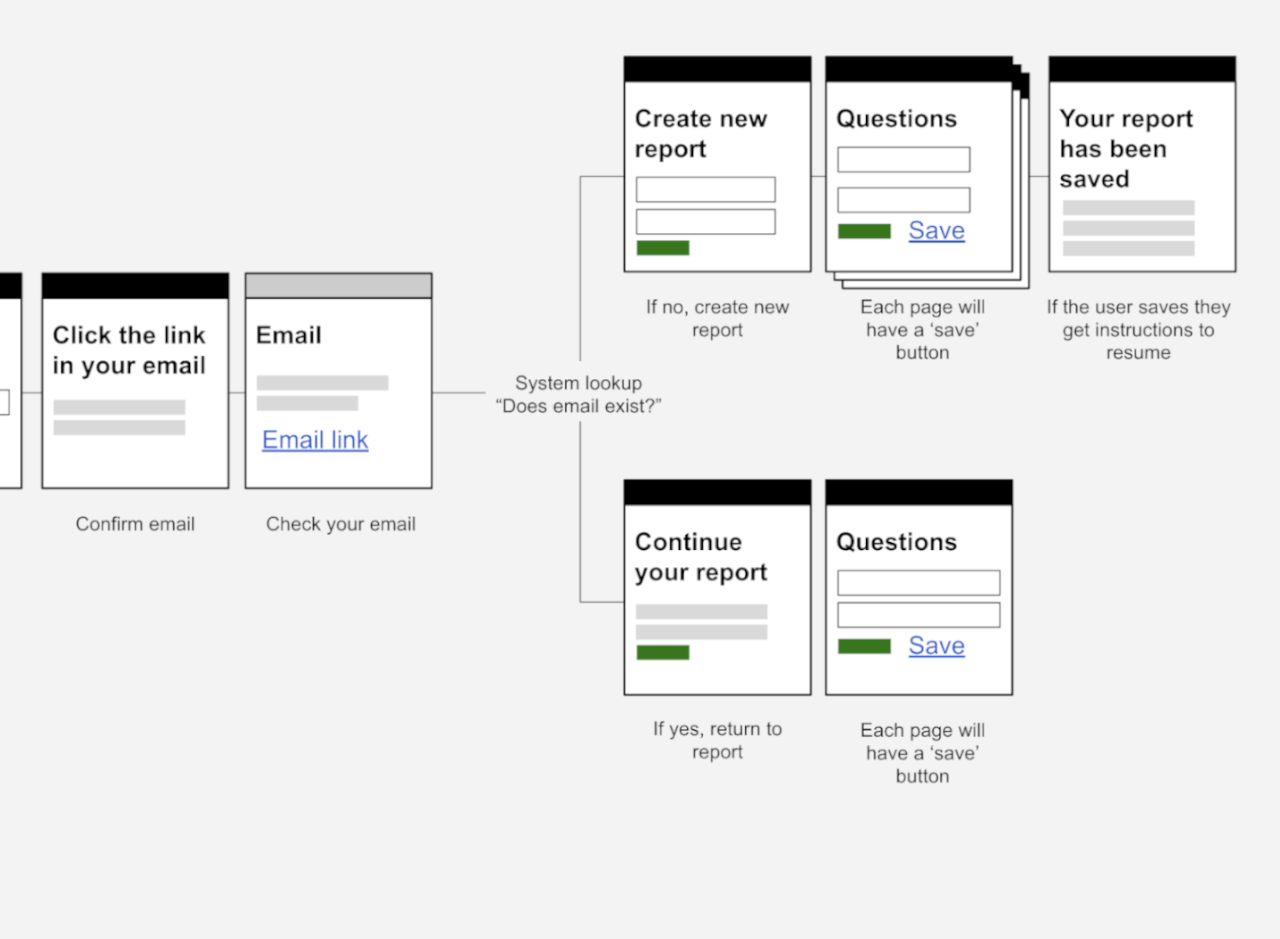 Click the link
in your email
Confirm email
Email
Email link
Check your email
System lookup
“Does email exist?”
Create new
report
If no, create new
report
Questions
Save
Each page will
have a ‘save’
button
Your report
has been
saved
If the user saves they
get instructions to
resume
Continue
your report
If yes, return to
report
Questions
Save
Each page will
have a ‘save’
button